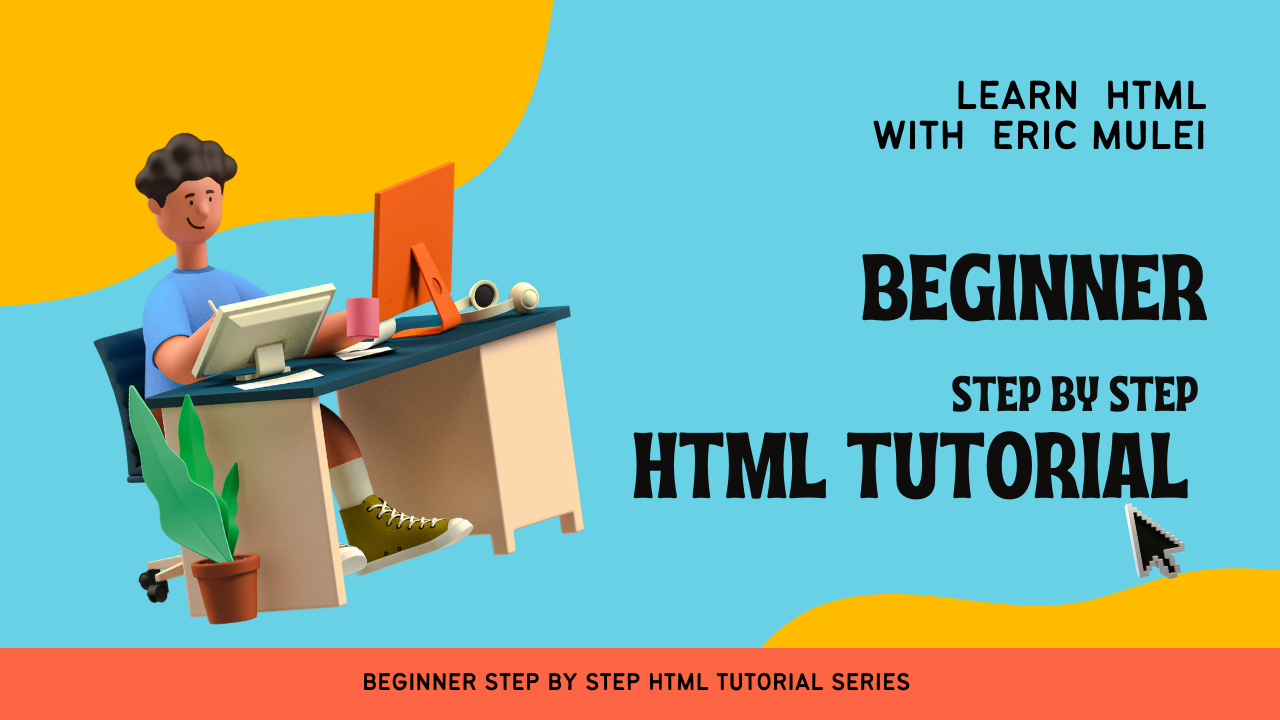 LEARN HTML
WITH ERIC MULEI
BEGINNER
STEP BY STEP
HTML TUTORIAL
BEGINNER STEP BY STEP HTML TUTORIAL SERIES